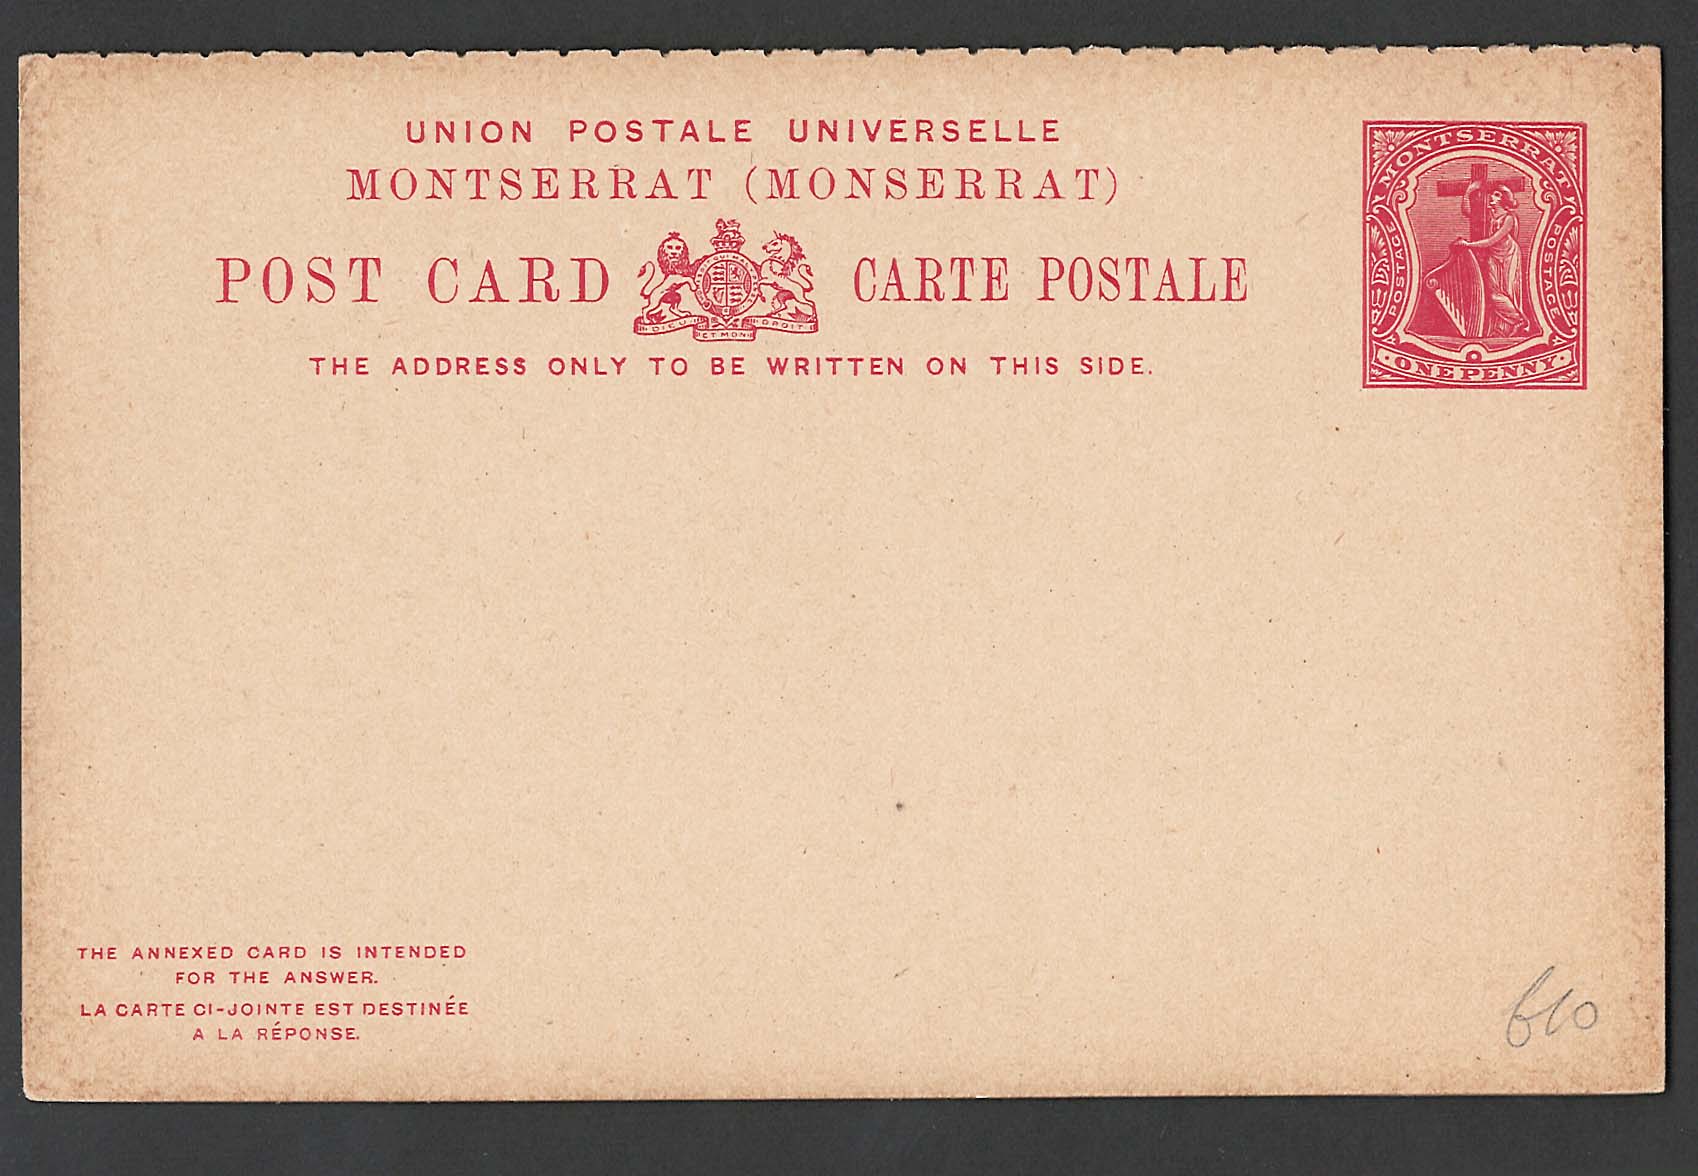 UNION POSTALE UNIVERSELLE
MONTSERRAT (MONSERRAT)
POST CARD CARTE POSTALE
DIEU ET MON DROIT
THE ADDRESS ONLY TO BE WRITTEN ON THIS SIDE.
MONTSERRAT
POSTAGE POSTAGE
ONE PENNY
THE ANNEXED CARD IS INTENDED
FOR THE ANSWER.
LA CARTE CI-JOINTE EST DESTINÉE
A LA RÉPONSE.